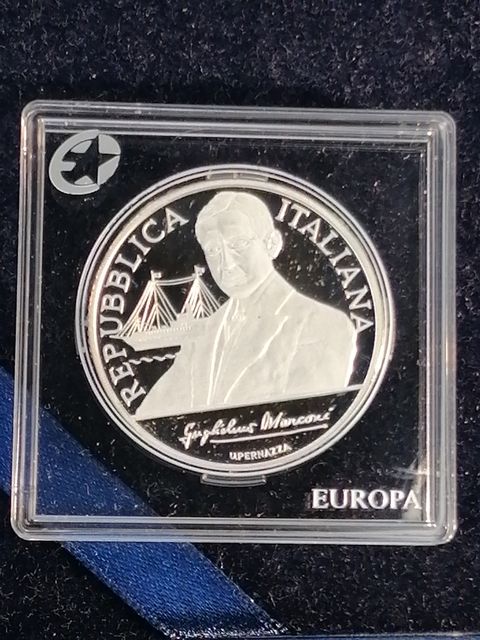 REPUBBLICA ITALIANA
Guglielmo Marconi
UPERNAZZA
EUROPA